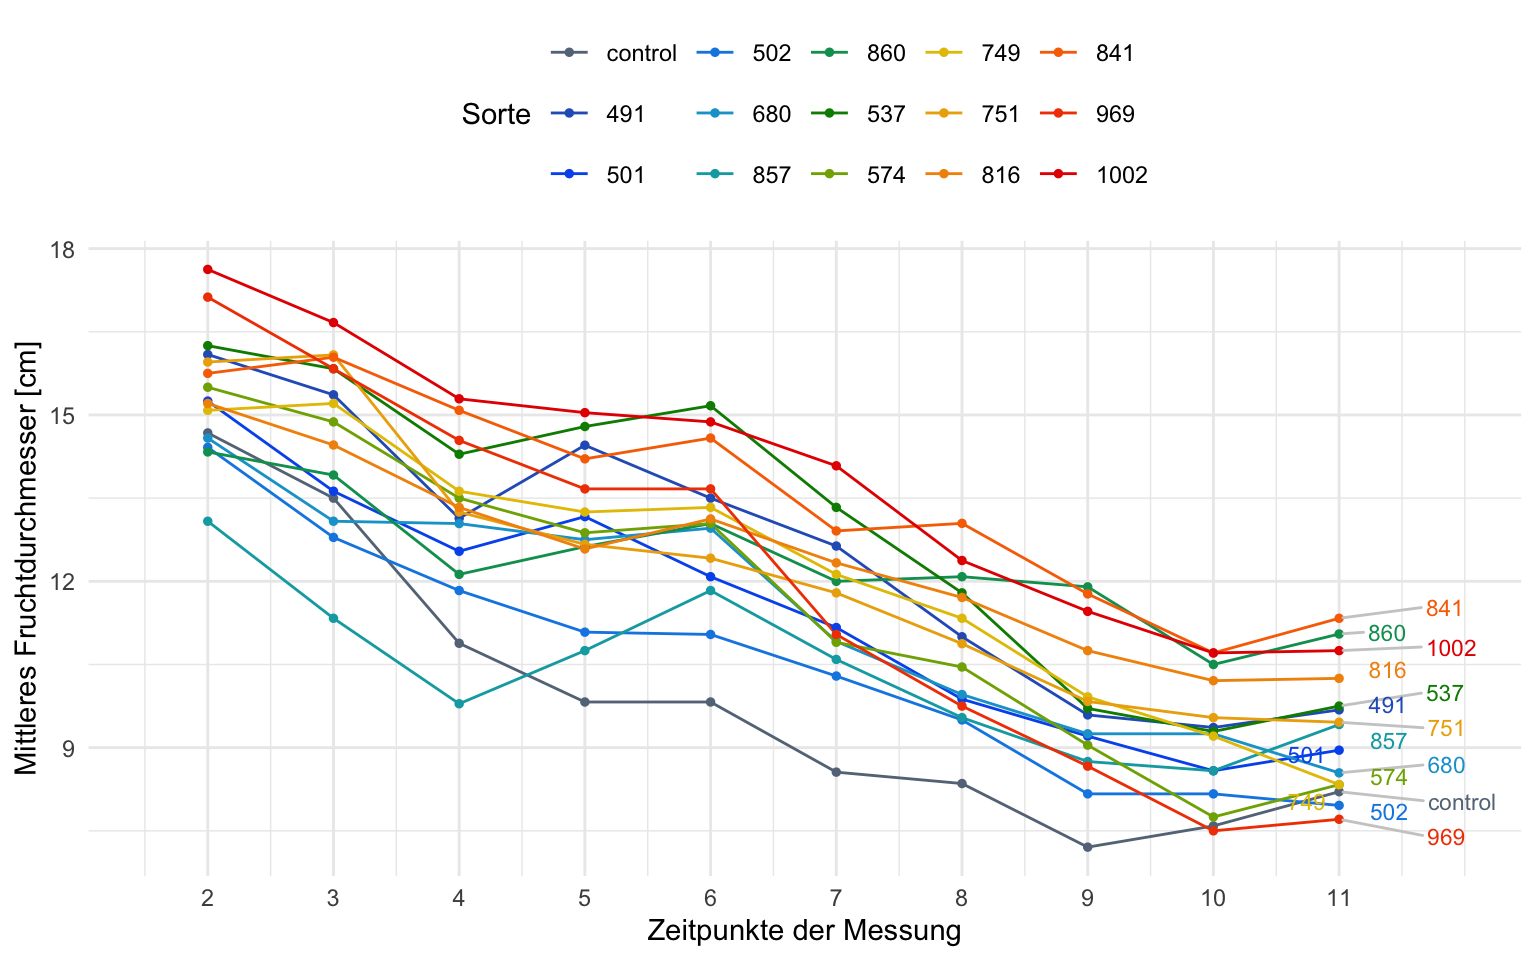 control 502 860 749 841
Sorte 491 680 537 751 969
501 857 574 816 1002
18
15
12
9
Mittleres Fruchtdurchmesser [cm]
841
860
1002
816
537
491
751
857
501
680
574
control
749
502
969
2 3 4 5 6 7 8 9 10 11
Zeitpunkte der Messung